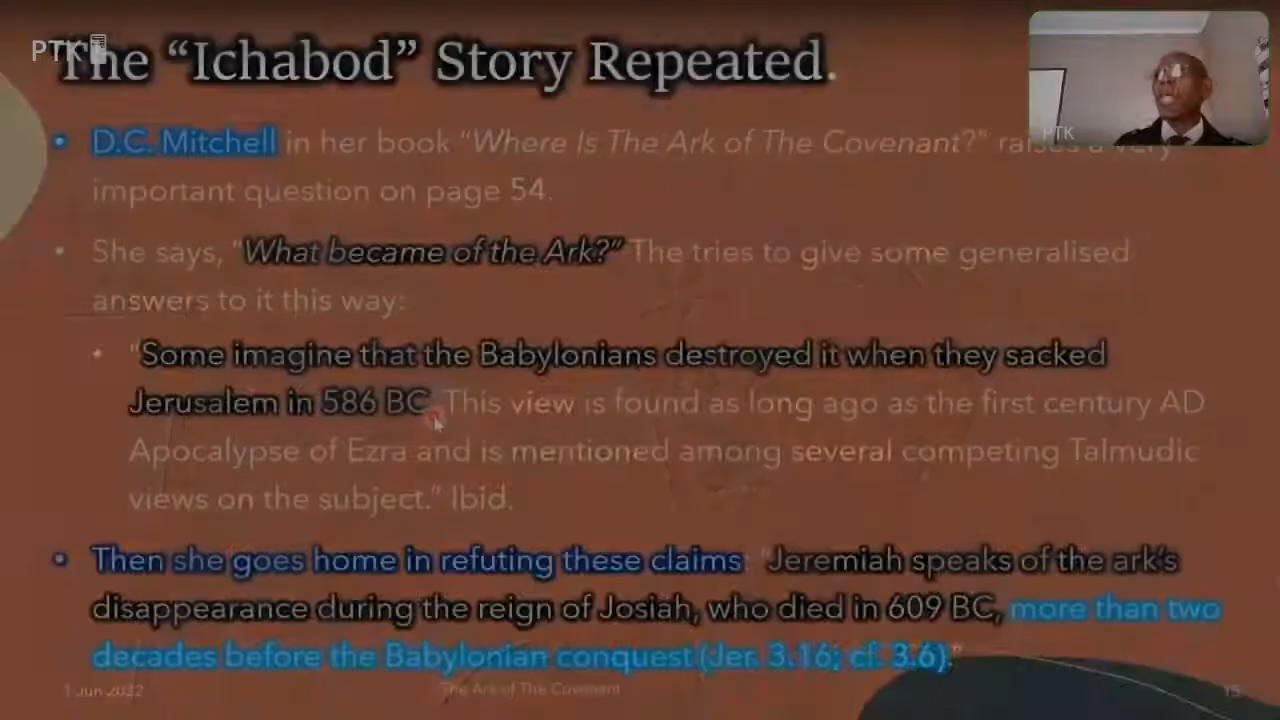 PTK
The “Ichabod” Story Repeated.
PTK
• D.C. Mitchell in her book “Where Is The Ark of The Covenant?” raises a very
important question on page 54.
• She says, “What became of the Ark?” The tries to give some generalised
answers to it this way:
• “Some imagine that the Babylonians destroyed it when they sacked
Jerusalem in 586 BC. This view is found as long ago as the first century AD
Apocalypse of Ezra and is mentioned among several competing Talmudic
views on the subject.” Ibid.
• Then she goes home in refuting these claims: “Jeremiah speaks of the ark’s
disappearance during the reign of Josiah, who died in 609 BC, more than two
decades before the Babylonian conquest (Jer. 3.16; cf. 3.6).”
1 Jun 2022
The Ark of The Covenant
15